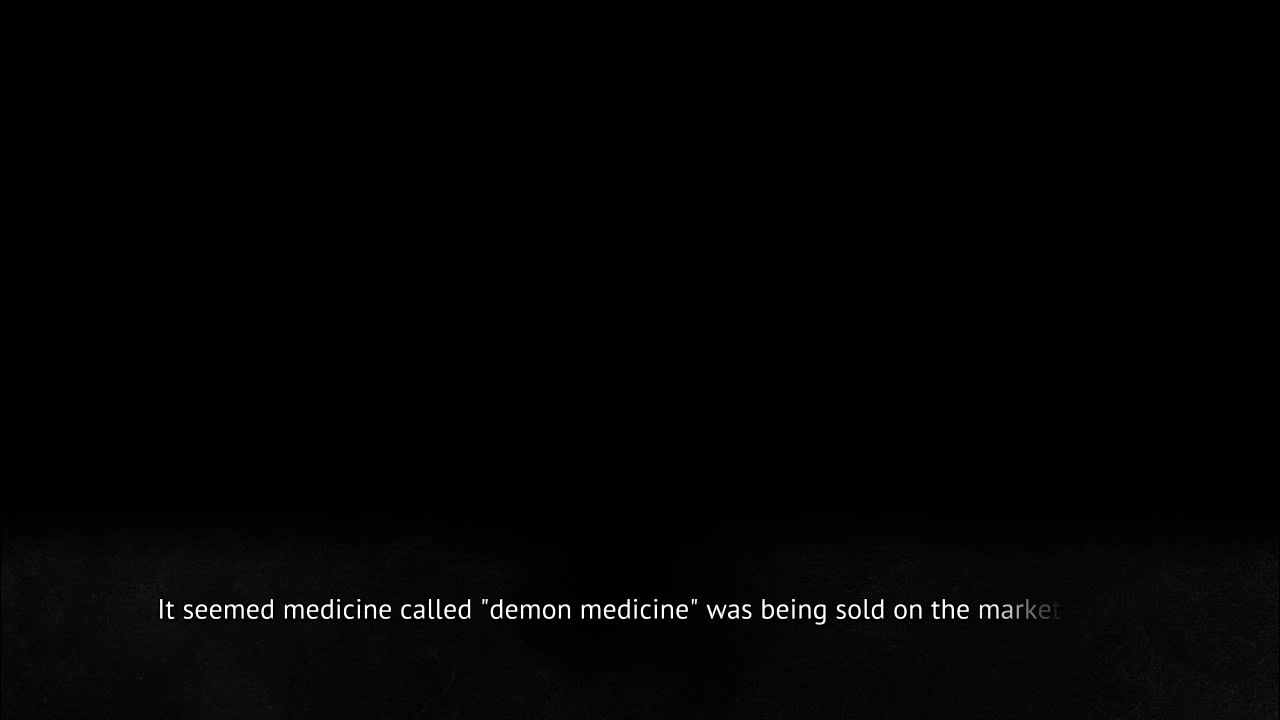 It seemed medicine called "demon medicine" was being sold on the market